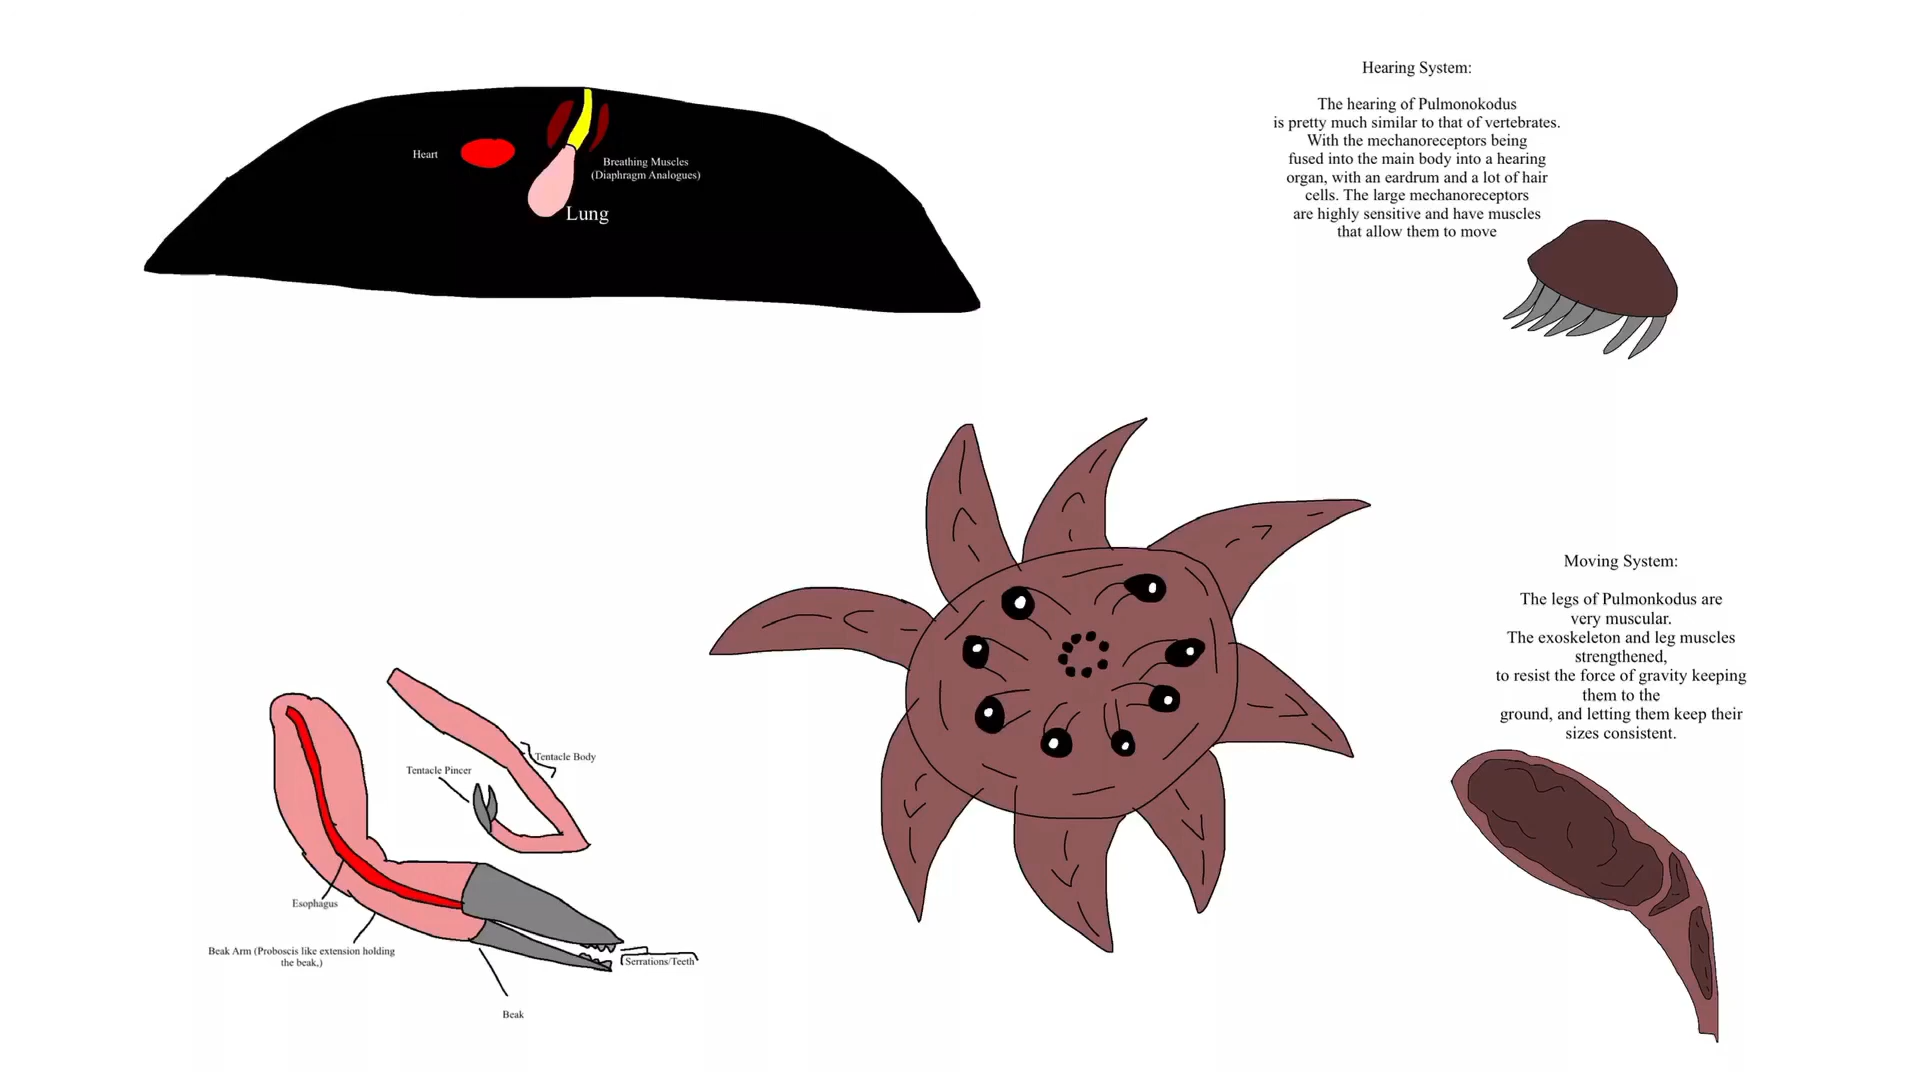 Heart
Breathing Muscles
(Diaphragm Analogues)
Lung
Hearing System:
The hearing of Pulmonokodus
is pretty much similar to that of vertebrates.
With the mechanoreceptors being
fused into the main body into a hearing
organ, with an eardrum and a lot of hair
cells. The large mechanoreceptors
are highly sensitive and have muscles
that allow them to move
Moving System:
The legs of Pulmonkodus are
very muscular.
The exoskeleton and leg muscles
strengthened,
to resist the force of gravity keeping
them to the
ground, and letting them keep their
sizes consistent.
Tentacle Body
Tentacle Pincer
Esophagus
Beak Arm (Proboscis like extension holding
the beak,)
Serrations/Teeth
Beak